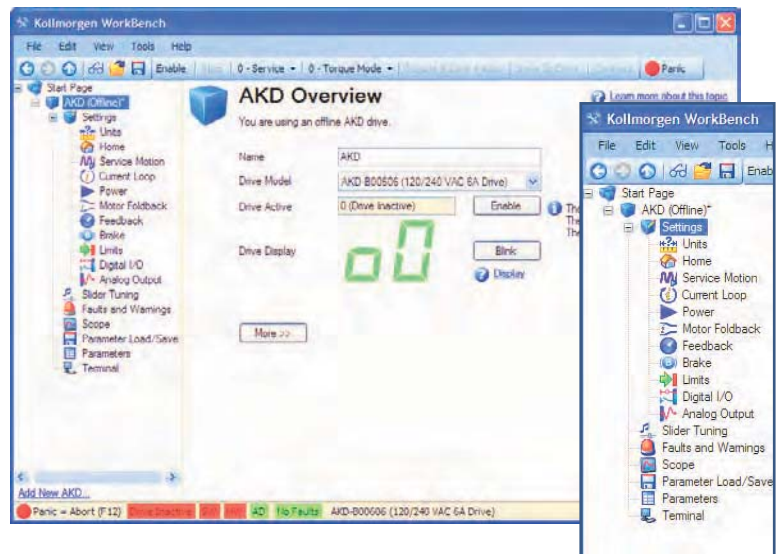 Kollmorgen WorkBench
File Edit View Tools Help
Enable 0 - Service 0 - Torque Mode Panic
Start Page
AKD (Offline)*
Settings
Units
Home
Service Motion
Current Loop
Power
Motor Foldback
Feedback
Brake
Limits
Digital I/O
Analog Output
Slider Tuning
Faults and Warnings
Scope
Parameter Load/Save
Parameters
Terminal
Add New AKD...
AKD Overview
Learn more about this topic
You are using an offline AKD drive.
Name AKD
Drive Model AKD-B00606 (120/240 VAC 6A Drive)
Drive Active 0 (Drive Inactive) Enable
The
The
The
Drive Display o0 Blink
Display
More >>
Panic = Abort (F12) Drive Inactive SW HW AD No Faults AKD-B00606 (120/240 VAC 6A Drive)
Kollmorgen WorkBench
File Edit View Tools H
Enab
Start Page
AKD (Offline)*
Settings
Units
Home
Service Motion
Current Loop
Power
Motor Foldback
Feedback
Brake
Limits
Digital I/O
Analog Output
Slider Tuning
Faults and Warnings
Scope
Parameter Load/Save
Parameters
Terminal